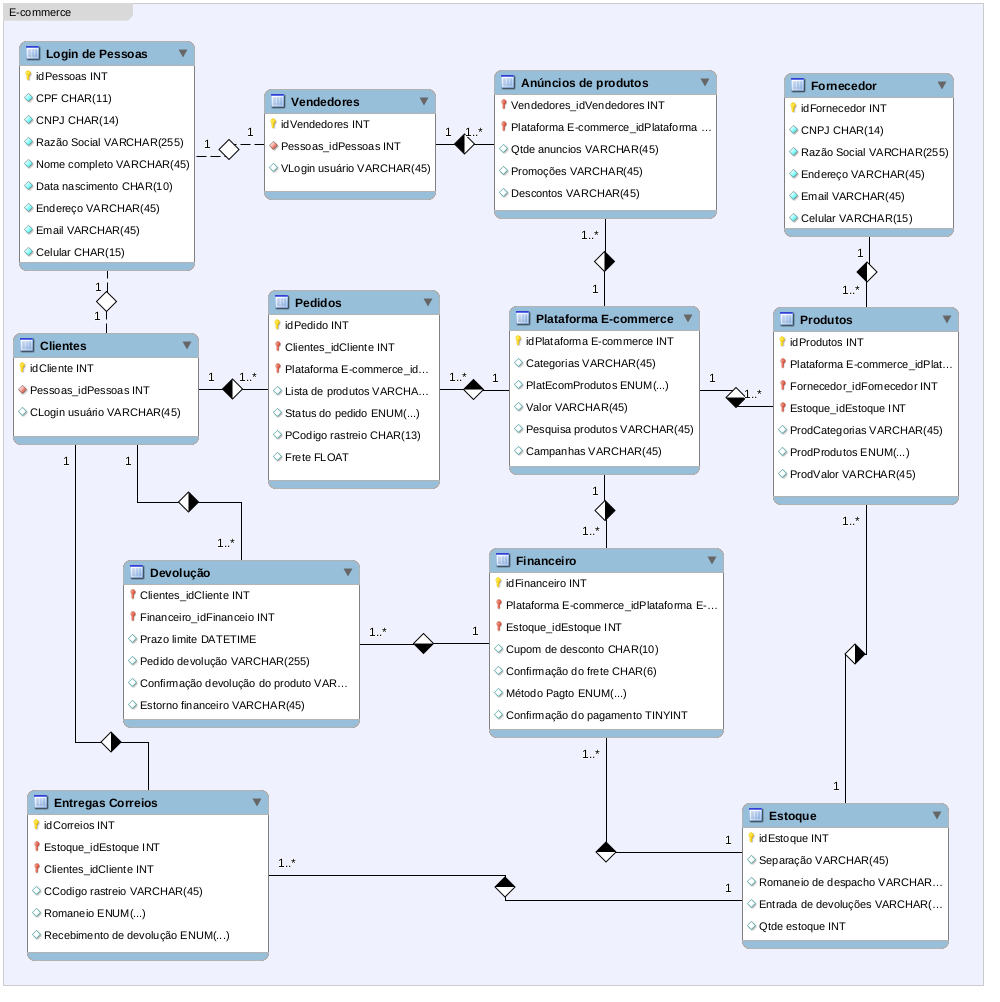 E-commerce
Login de Pessoas
idPessoas INT
CPF CHAR(11)
CNPJ CHAR(14)
Razão Social VARCHAR(255)
Nome completo VARCHAR(45)
Data nascimento CHAR(10)
Endereço VARCHAR(45)
Email VARCHAR(45)
Celular CHAR(15)
1
1
Vendedores
idVendedores INT
Pessoas_idPessoas INT
VLogin usuário VARCHAR(45)
1
1..*
Anúncios de produtos
Vendedores_idVendedores INT
Plataforma E-commerce_idPlataforma ...
Qtde anuncios VARCHAR(45)
Promoções VARCHAR(45)
Descontos VARCHAR(45)
1..*
1
Fornecedor
idFornecedor INT
CNPJ CHAR(14)
Razão Social VARCHAR(255)
Endereço VARCHAR(45)
Email VARCHAR(45)
Celular VARCHAR(15)
1
1..*
1
1
Clientes
idCliente INT
Pessoas_idPessoas INT
CLogin usuário VARCHAR(45)
1
1..*
Pedidos
idPedido INT
Clientes_idCliente INT
Plataforma E-commerce_id...
Lista de produtos VARCHA...
Status do pedido ENUM(...)
PCodigo rastreio CHAR(13)
Frete FLOAT
1..*
1
Plataforma E-commerce
idPlataforma E-commerce INT
Categorias VARCHAR(45)
PlatEcomProdutos ENUM(...)
Valor VARCHAR(45)
Pesquisa produtos VARCHAR(45)
Campanhas VARCHAR(45)
1
1..*
Produtos
idProdutos INT
Plataforma E-commerce_idPlat...
Fornecedor_idFornecedor INT
Estoque_idEstoque INT
ProdCategorias VARCHAR(45)
ProdProdutos ENUM(...)
ProdValor VARCHAR(45)
1
1
1..*
1
1..*
1..*
1
Devolução
Clientes_idCliente INT
Financeiro_idFinanceio INT
Prazo limite DATETIME
Pedido devolução VARCHAR(255)
Confirmação devolução do produto VAR...
Estorno financeiro VARCHAR(45)
1..*
1
Financeiro
idFinanceiro INT
Plataforma E-commerce_idPlataforma E-...
Estoque_idEstoque INT
Cupom de desconto CHAR(10)
Confirmação do frete CHAR(6)
Método Pagto ENUM(...)
Confirmação do pagamento TINYINT
1..*
1
Entregas Correios
idCorreios INT
Estoque_idEstoque INT
Clientes_idCliente INT
CCodigo rastreio VARCHAR(45)
Romaneio ENUM(...)
Recebimento de devolução ENUM(...)
1..*
1
Estoque
idEstoque INT
Separação VARCHAR(45)
Romaneio de despacho VARCHAR...
Entrada de devoluções VARCHAR(...
Qtde estoque INT